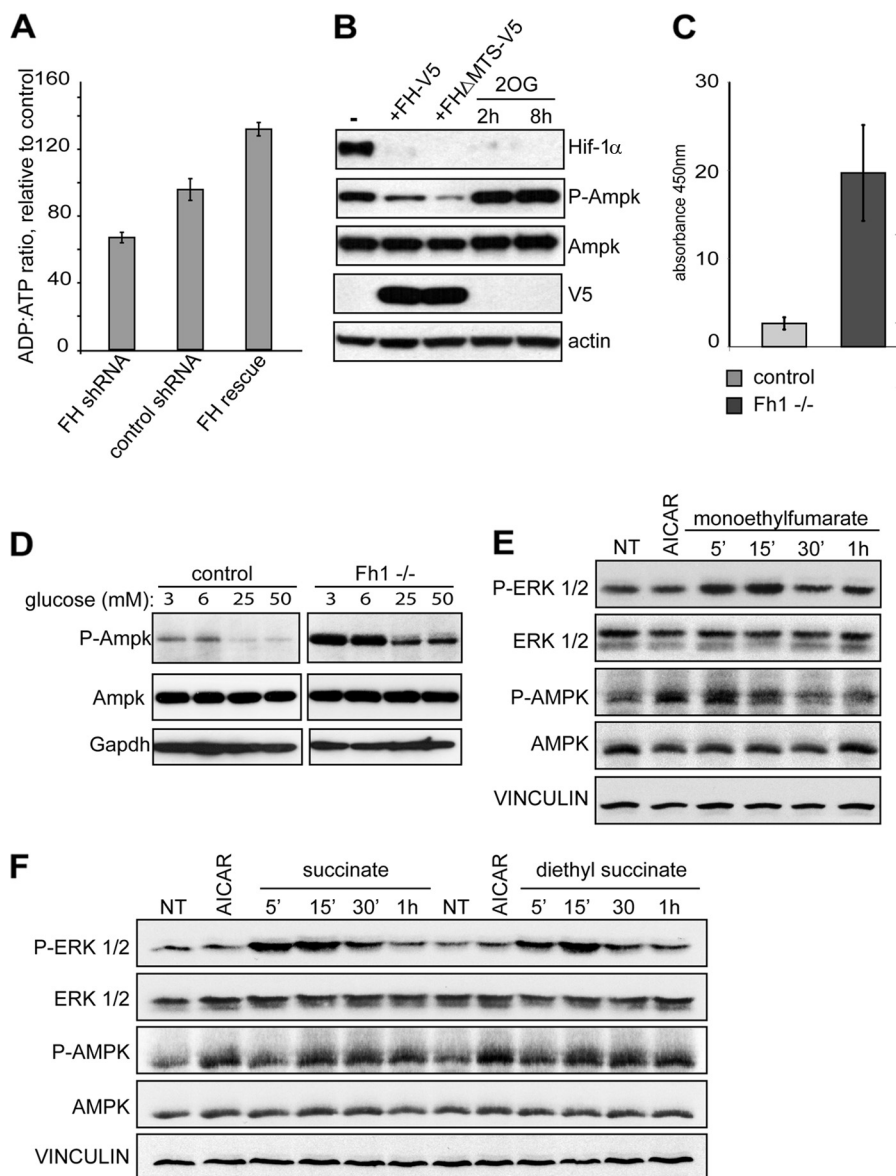 A
ADP:ATP ratio, relative to control
160
120
80
40
0
FH shRNA
control shRNA
FH rescue
B
- +FH-V5 +FHΔMTS-V5 2OG
2h 8h
Hif-1α
P-Ampk
Ampk
V5
actin
C
absorbance 450nm
30
20
10
0
control
Fh1 -/-
D
control Fh1 -/-
glucose (mM): 3 6 25 50 3 6 25 50
P-Ampk
Ampk
Gapdh
E
NT AICAR monoethylfumarate
5' 15' 30' 1h
P-ERK 1/2
ERK 1/2
P-AMPK
AMPK
VINCULIN
F
succinate diethyl succinate
NT AICAR 5' 15' 30' 1h NT AICAR 5' 15' 30 1h
P-ERK 1/2
ERK 1/2
P-AMPK
AMPK
VINCULIN